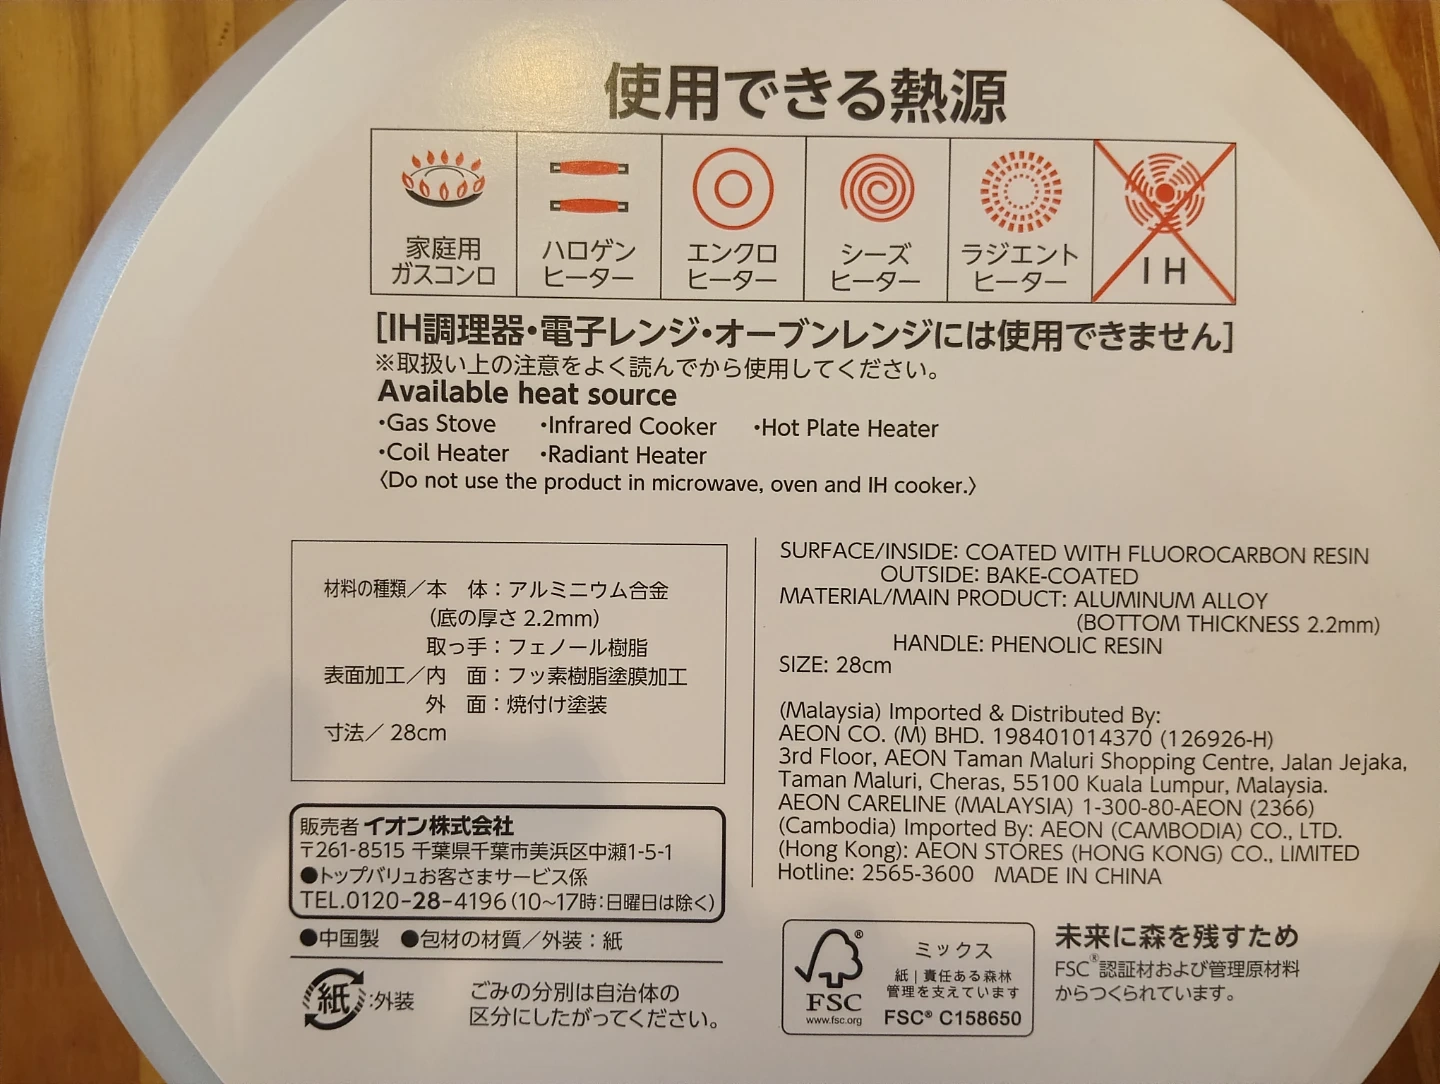 使用できる熱源
家庭用
ガスコンロ
ハロゲン
ヒーター
エンクロ
ヒーター
シーズ
ヒーター
ラジエント
ヒーター
IH
[IH調理器・電子レンジ・オーブンレンジには使用できません]
※取扱い上の注意をよく読んでから使用してください。
Available heat source
・Gas Stove ・Infrared Cooker ・Hot Plate Heater
・Coil Heater ・Radiant Heater
〈Do not use the product in microwave, oven and IH cooker.〉
材料の種類／本 体：アルミニウム合金
(底の厚さ 2.2mm)
取っ手：フェノール樹脂
表面加工／内 面：フッ素樹脂塗膜加工
外 面：焼付け塗装
寸法／ 28cm
販売者 イオン株式会社
〒261-8515 千葉県千葉市美浜区中瀬1-5-1
●トップバリュお客さまサービス係
TEL.0120-28-4196(10～17時：日曜日は除く)
●中国製 ●包材の材質／外装：紙
紙:外装
ごみの分別は自治体の
区分にしたがってください。
SURFACE/INSIDE: COATED WITH FLUOROCARBON RESIN
OUTSIDE: BAKE-COATED
MATERIAL/MAIN PRODUCT: ALUMINUM ALLOY
(BOTTOM THICKNESS 2.2mm)
HANDLE: PHENOLIC RESIN
SIZE: 28cm
(Malaysia) Imported & Distributed By:
AEON CO. (M) BHD. 198401014370 (126926-H)
3rd Floor, AEON Taman Maluri Shopping Centre, Jalan Jejaka,
Taman Maluri, Cheras, 55100 Kuala Lumpur, Malaysia.
AEON CARELINE (MALAYSIA) 1-300-80-AEON (2366)
(Cambodia) Imported By: AEON (CAMBODIA) CO., LTD.
(Hong Kong): AEON STORES (HONG KONG) CO., LIMITED
Hotline: 2565-3600 MADE IN CHINA
®
FSC
www.fsc.org
ミックス
紙｜責任ある森林
管理を支えています
FSC® C158650
未来に森を残すため
FSC®認証材および管理原材料
からつくられています。